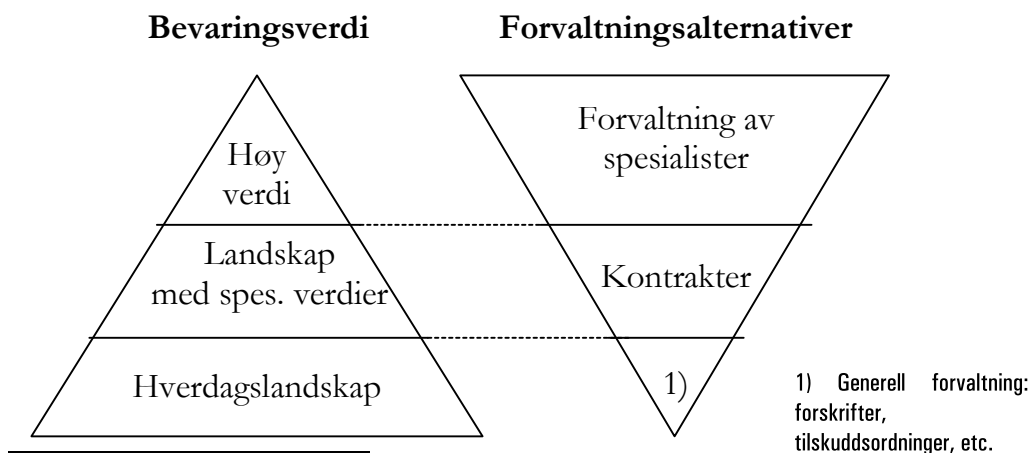 Bevaringsverdi
Forvaltningsalternativer
Høy
verdi
Landskap
med spes. verdier
Hverdagslandskap
Forvaltning av
spesialister
Kontrakter
1)
1) Generell forvaltning:
forskrifter,
tilskuddsordninger, etc.